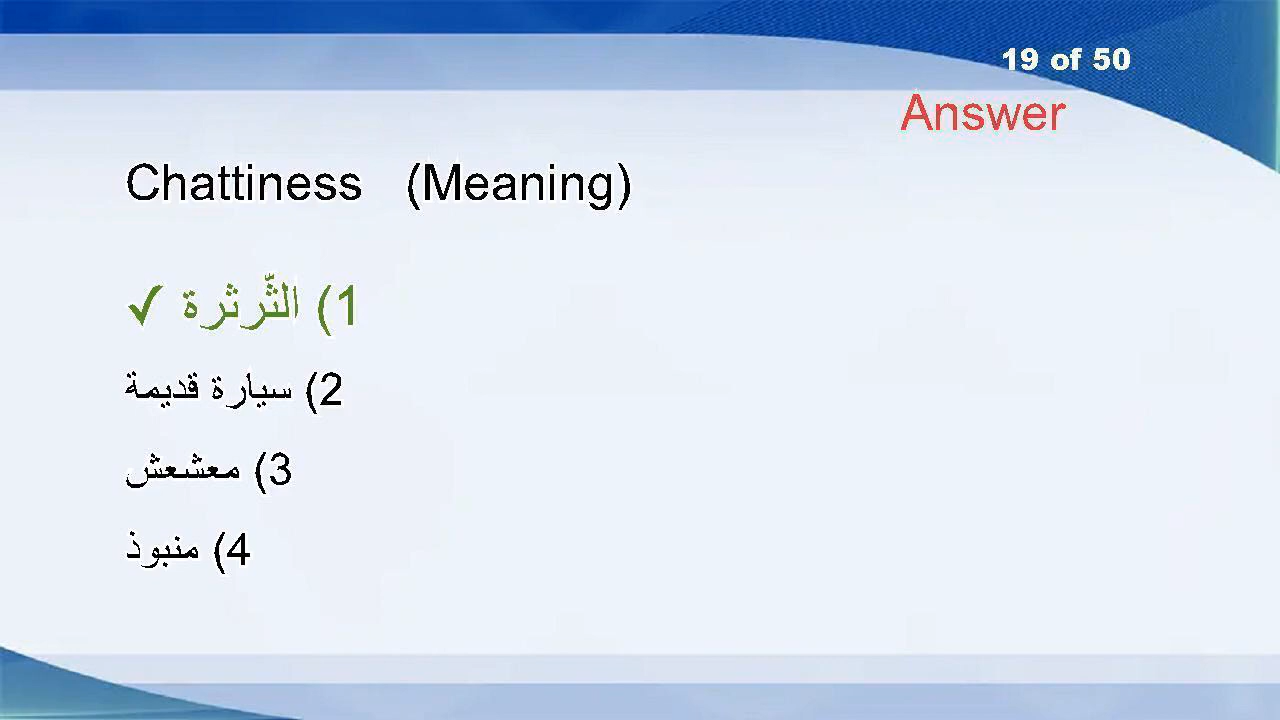 19 of 50
Answer
Chattiness (Meaning)
1) الثّرثرة ✓
2) سيارة قديمة
3) معشعش
4) منبوذ